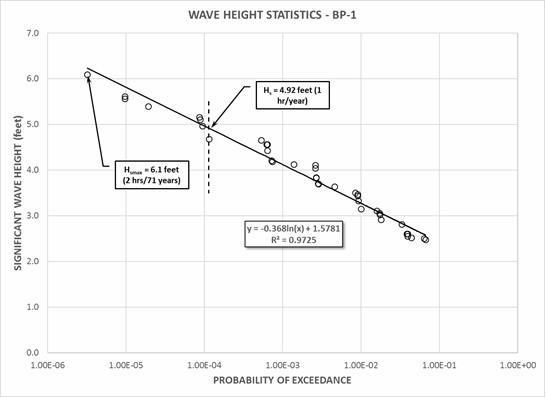 WAVE HEIGHT STATISTICS - BP-1
7.0
6.0
5.0
4.0
3.0
2.0
1.0
0.0
SIGNIFICANT WAVE HEIGHT (feet)
Hs = 4.92 feet (1
hr/year)
Hsmax = 6.1 feet
(2 hrs/71 years)
y = -0.368ln(x) + 1.5781
R² = 0.9725
1.00E-06 1.00E-05 1.00E-04 1.00E-03 1.00E-02 1.00E-01 1.00E+00
PROBABILITY OF EXCEEDANCE